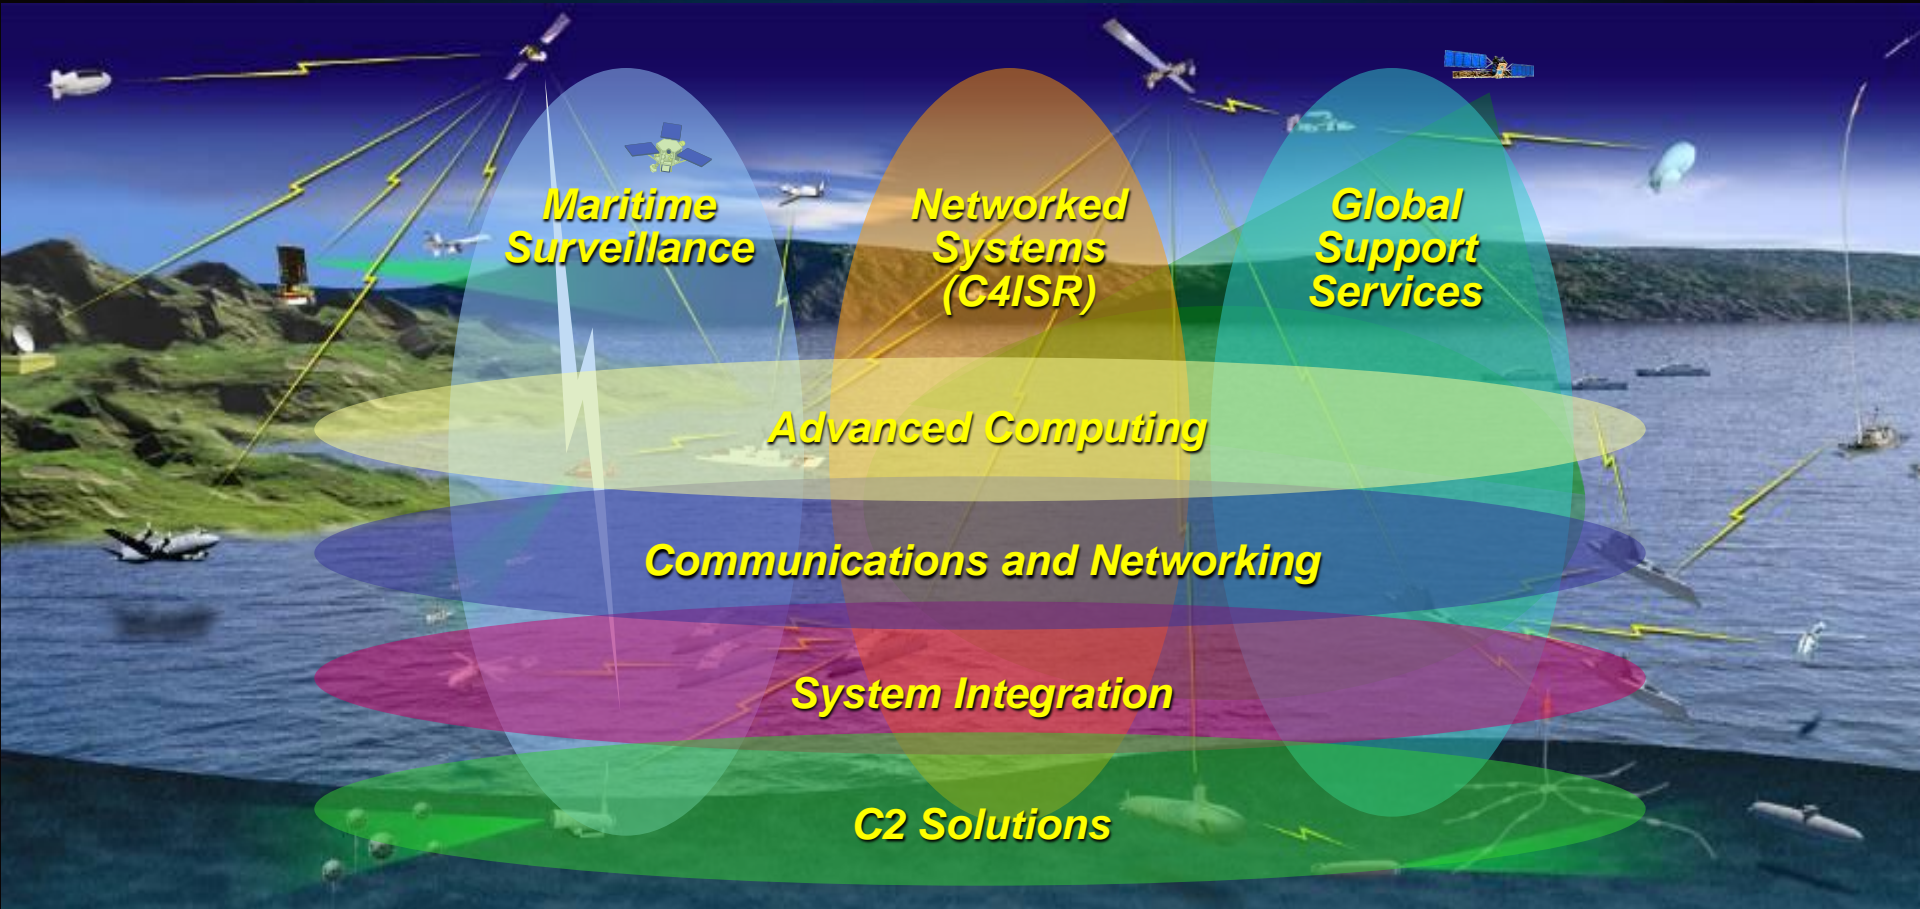 Maritime
Surveillance
Networked
Systems
(C4ISR)
Global
Support
Services
Advanced Computing
Communications and Networking
System Integration
C2 Solutions